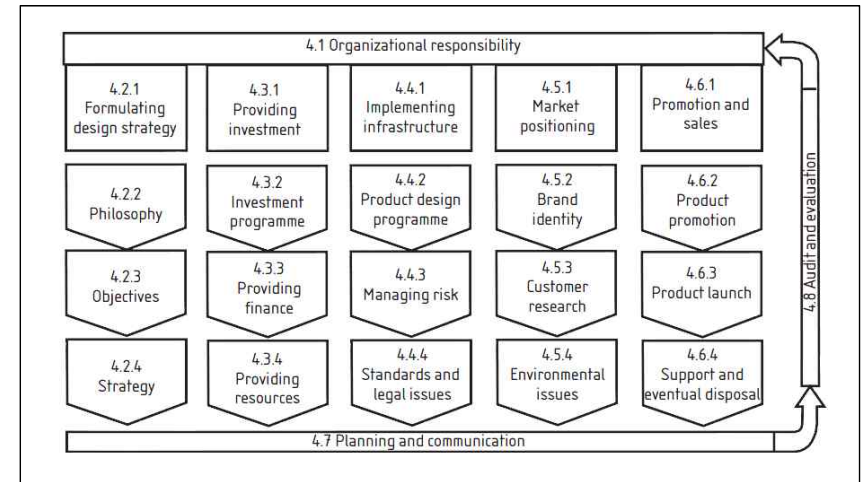 4.1 Organizational responsibility
4.2.1
Formulating
design strategy
4.3.1
Providing
investment
4.4.1
Implementing
infrastructure
4.5.1
Market
positioning
4.6.1
Promotion and
sales
4.2.2
Philosophy
4.3.2
Investment
programme
4.4.2
Product design
programme
4.5.2
Brand
identity
4.6.2
Product
promotion
4.2.3
Objectives
4.3.3
Providing
finance
4.4.3
Managing risk
4.5.3
Customer
research
4.6.3
Product launch
4.2.4
Strategy
4.3.4
Providing
resources
4.4.4
Standards and
legal issues
4.5.4
Environmental
issues
4.6.4
Support and
eventual disposal
4.7 Planning and communication
4.8 Audit and evaluation